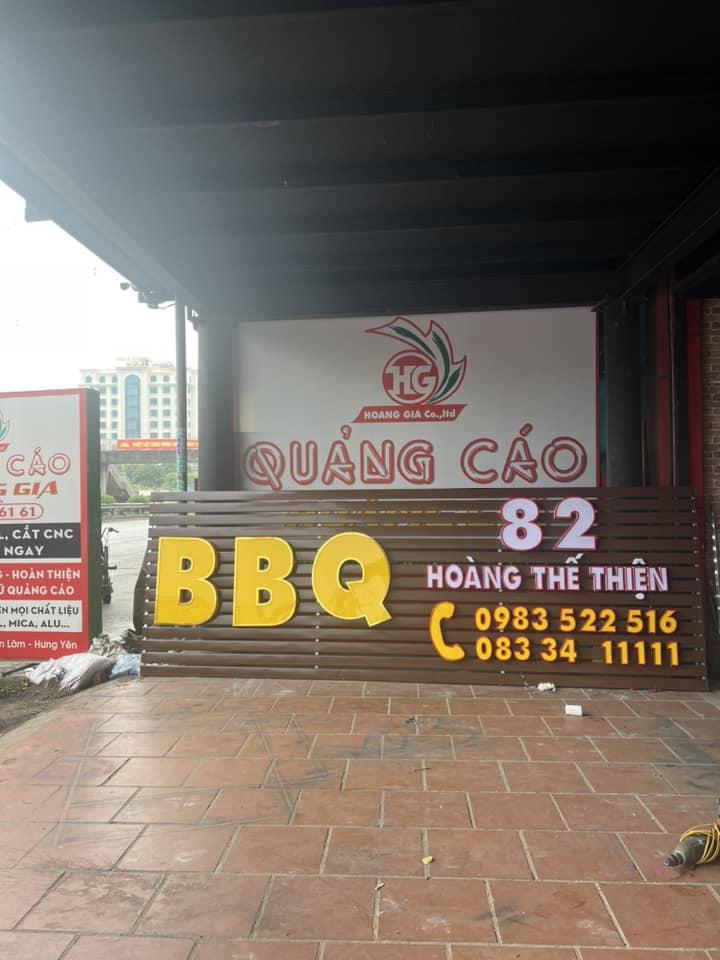 HG
HOANG GIA Co.,ltd
QUẢNG CÁO
BBQ
82
HOÀNG THẾ THIỆN
0983 522 516
083 34 11111
CÁO
GIA
61 61
L, CẮT CNC
NGAY
G - HOÀN THIỆN
QUẢNG CÁO
ÊN MỌI CHẤT LIỆU
L, MICA, ALU...
n Lâm - Hưng Yên